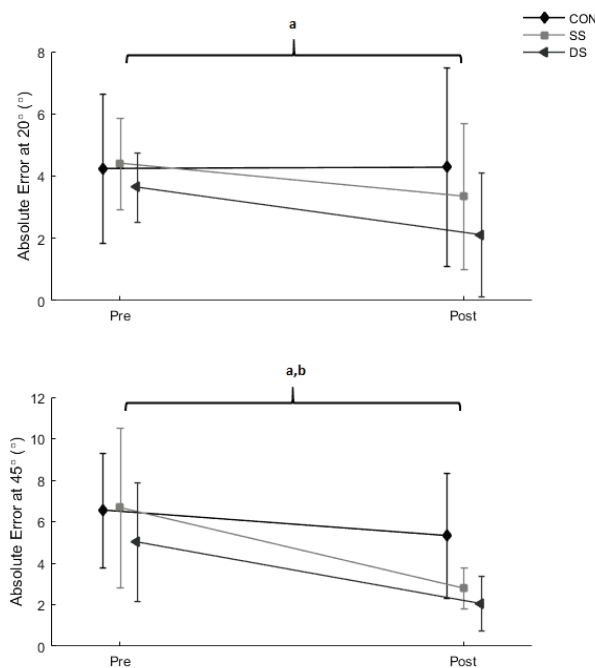 a
CON
SS
DS
8
6
4
2
0
Absolute Error at 20▫ (▫)
Pre
Post
a,b
12
10
8
6
4
2
0
Absolute Error at 45▫ (▫)
Pre
Post